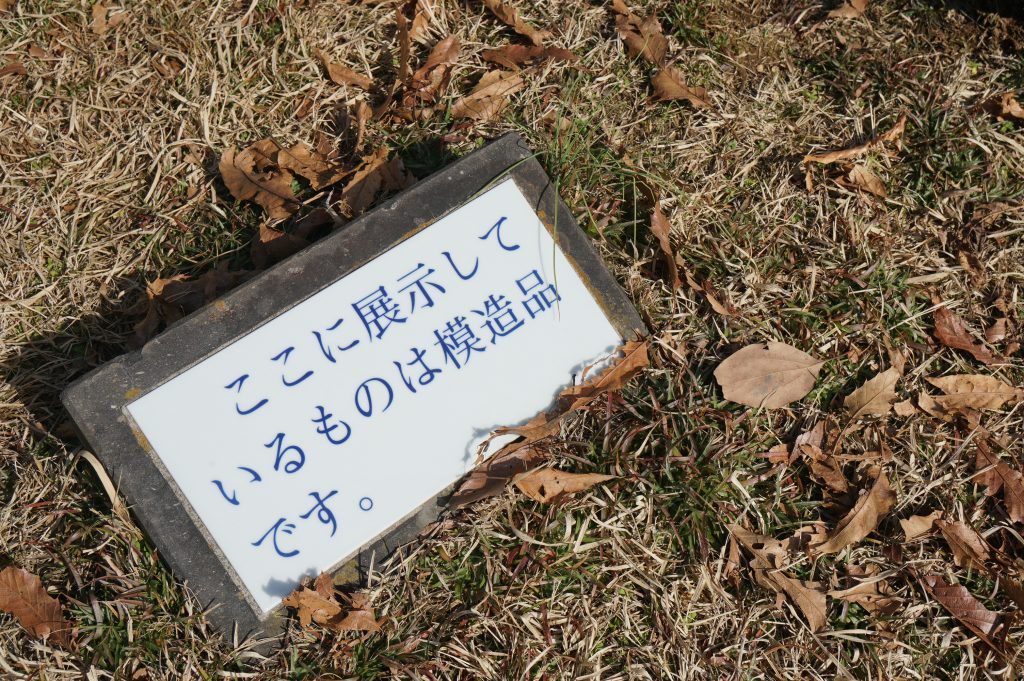 ここに展示して
いるものは模造品
です。